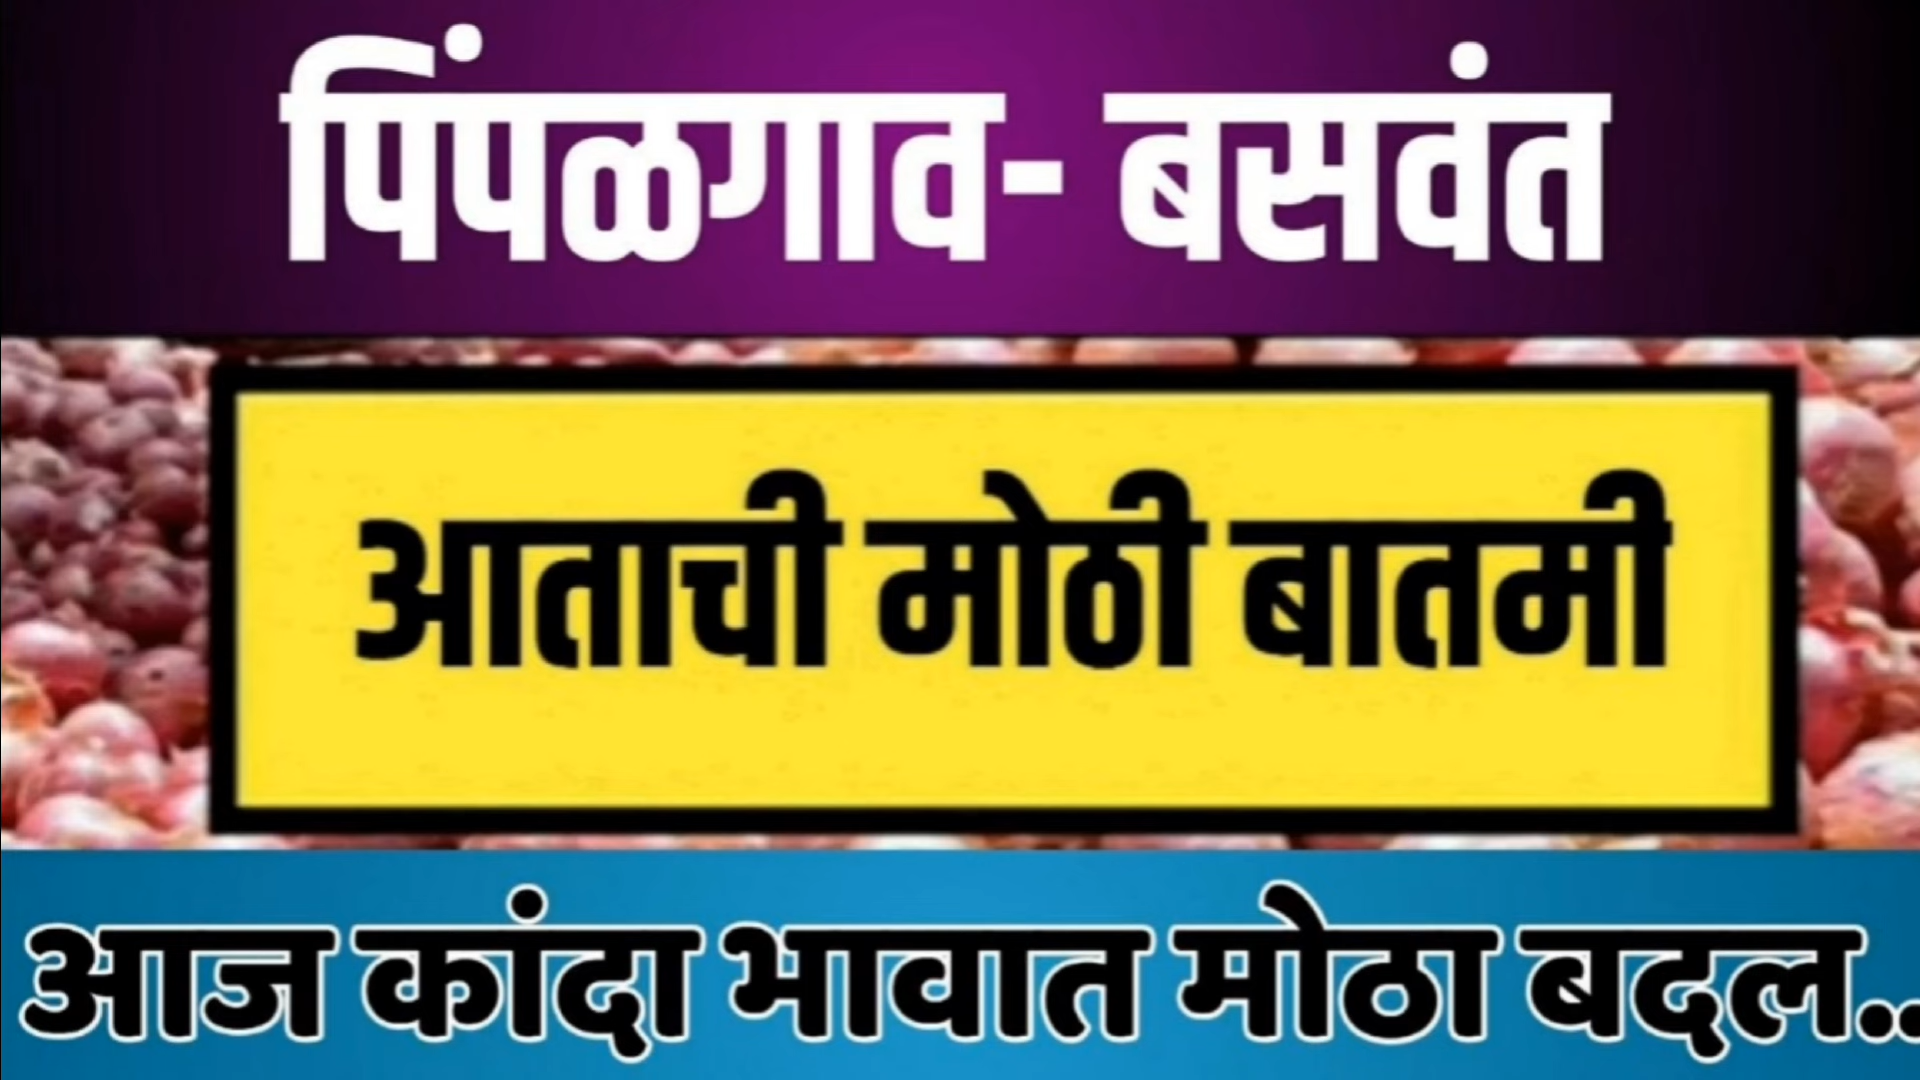 पिंपळगाव- बसवंत
आताची मोठी बातमी
आज कांदा भावात मोठा बदल..